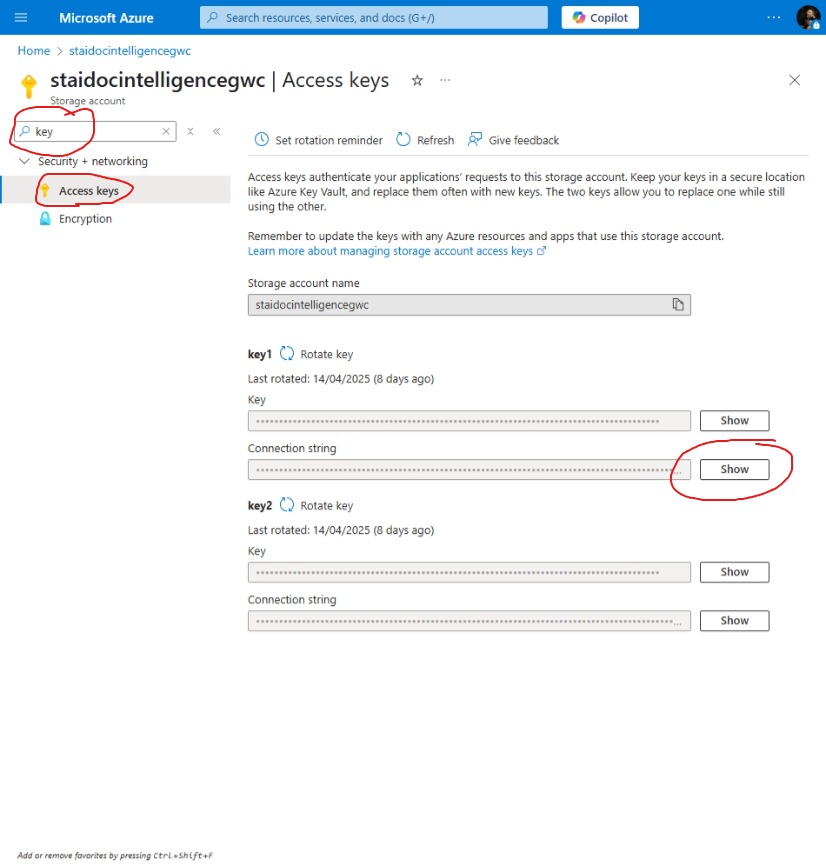 Microsoft Azure
Search resources, services, and docs (G+/)
Copilot
...
Home > staidocintelligencegwc
staidocintelligencegwc | Access keys
...
Storage account
key
Security + networking
Access keys
Encryption
Set rotation reminder
Refresh
Give feedback
Access keys authenticate your applications' requests to this storage account. Keep your keys in a secure location
like Azure Key Vault, and replace them often with new keys. The two keys allow you to replace one while still
using the other.
Remember to update the keys with any Azure resources and apps that use this storage account.
Learn more about managing storage account access keys
Storage account name
staidocintelligencegwc
key1
Rotate key
Last rotated: 14/04/2025 (8 days ago)
Key
Show
Connection string
Show
key2
Rotate key
Last rotated: 14/04/2025 (8 days ago)
Key
Show
Connection string
Show
Add or remove favorites by pressing Ctrl+Shift+F